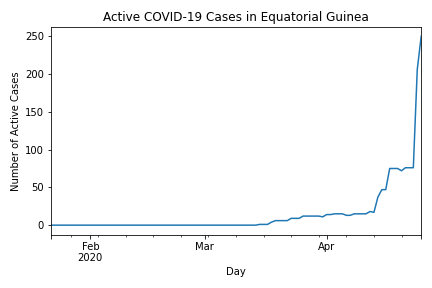 Active COVID-19 Cases in Equatorial Guinea
Number of Active Cases
250
200
150
100
50
0
Feb
2020
Mar
Apr
Day